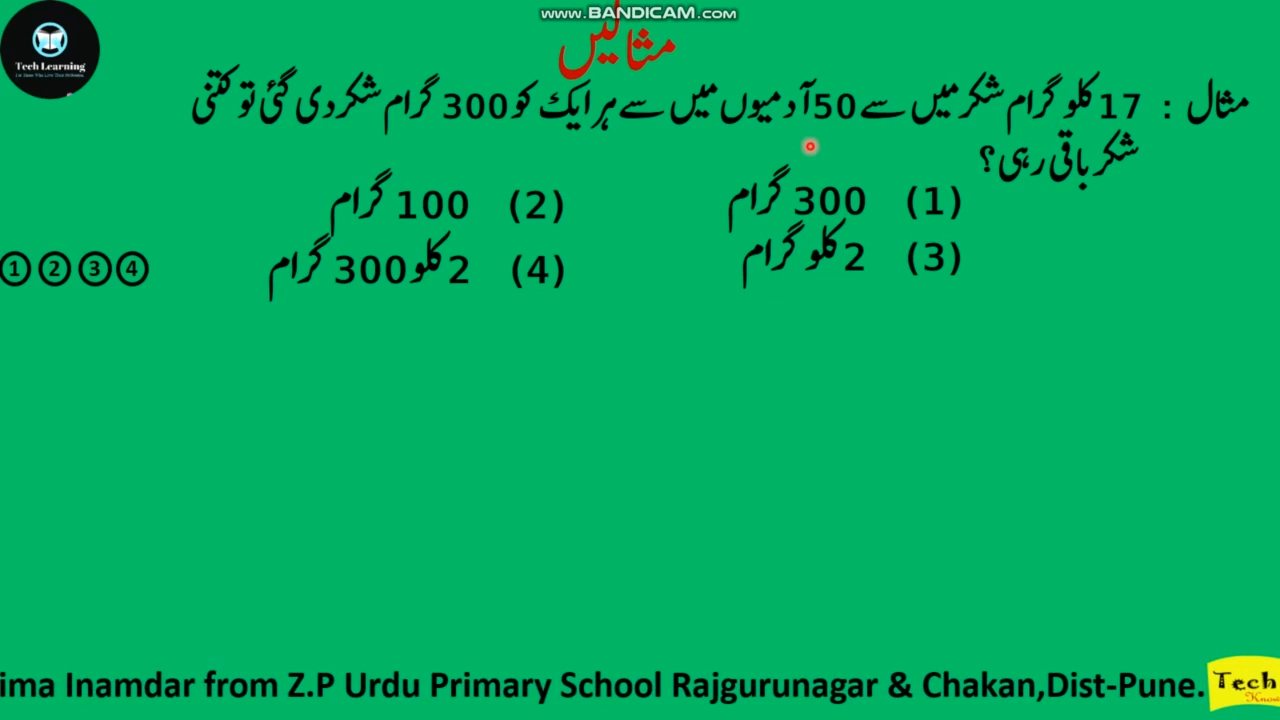 www.BANDICAM.com
Tech Learning
مثالیں
مثال : 17 کلو گرام شکر میں سے 50 آدمیوں میں سے ہر ایک کو 300 گرام شکر دی گئی تو کتنی
شکر باقی رہی؟
(1) 300 گرام (2) 100 گرام
(3) 2 کلو گرام (4) 2 کلو 300 گرام
① ② ③ ④
ima Inamdar from Z.P Urdu Primary School Rajgurunagar & Chakan,Dist-Pune.
Tech
Know